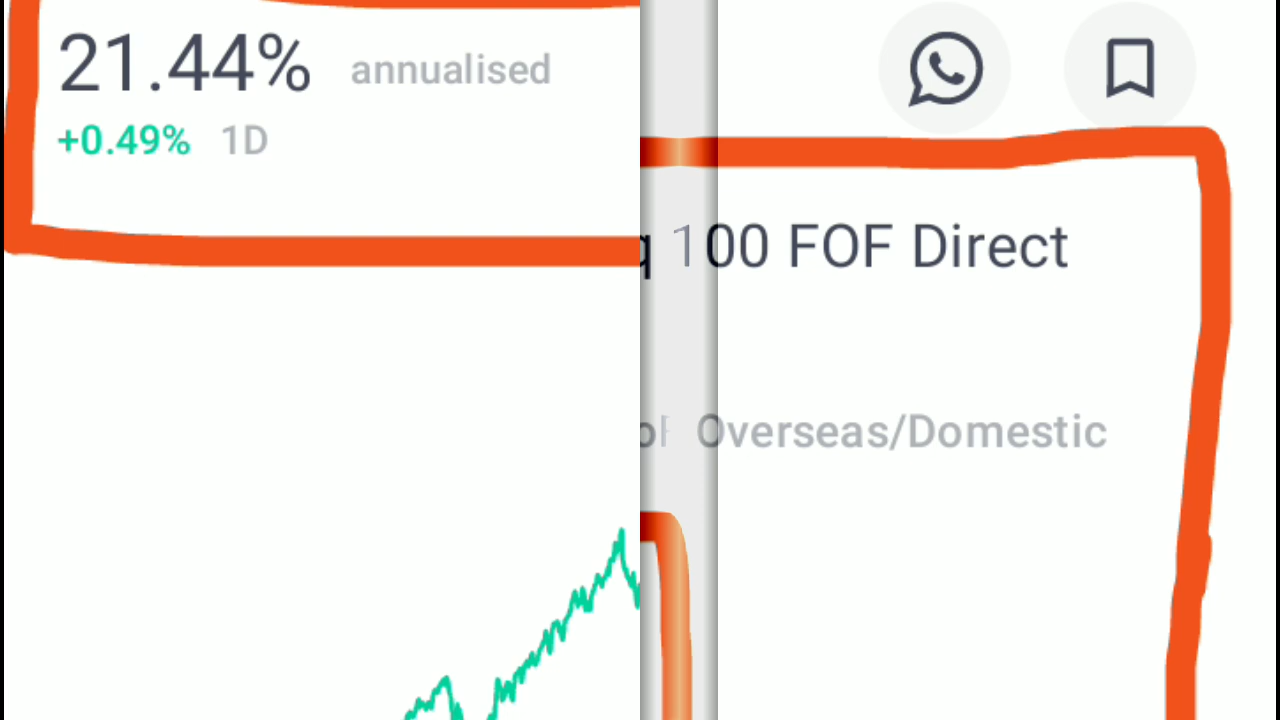 21.44% annualised
+0.49% 1D
100 FOF Direct
Overseas/Domestic